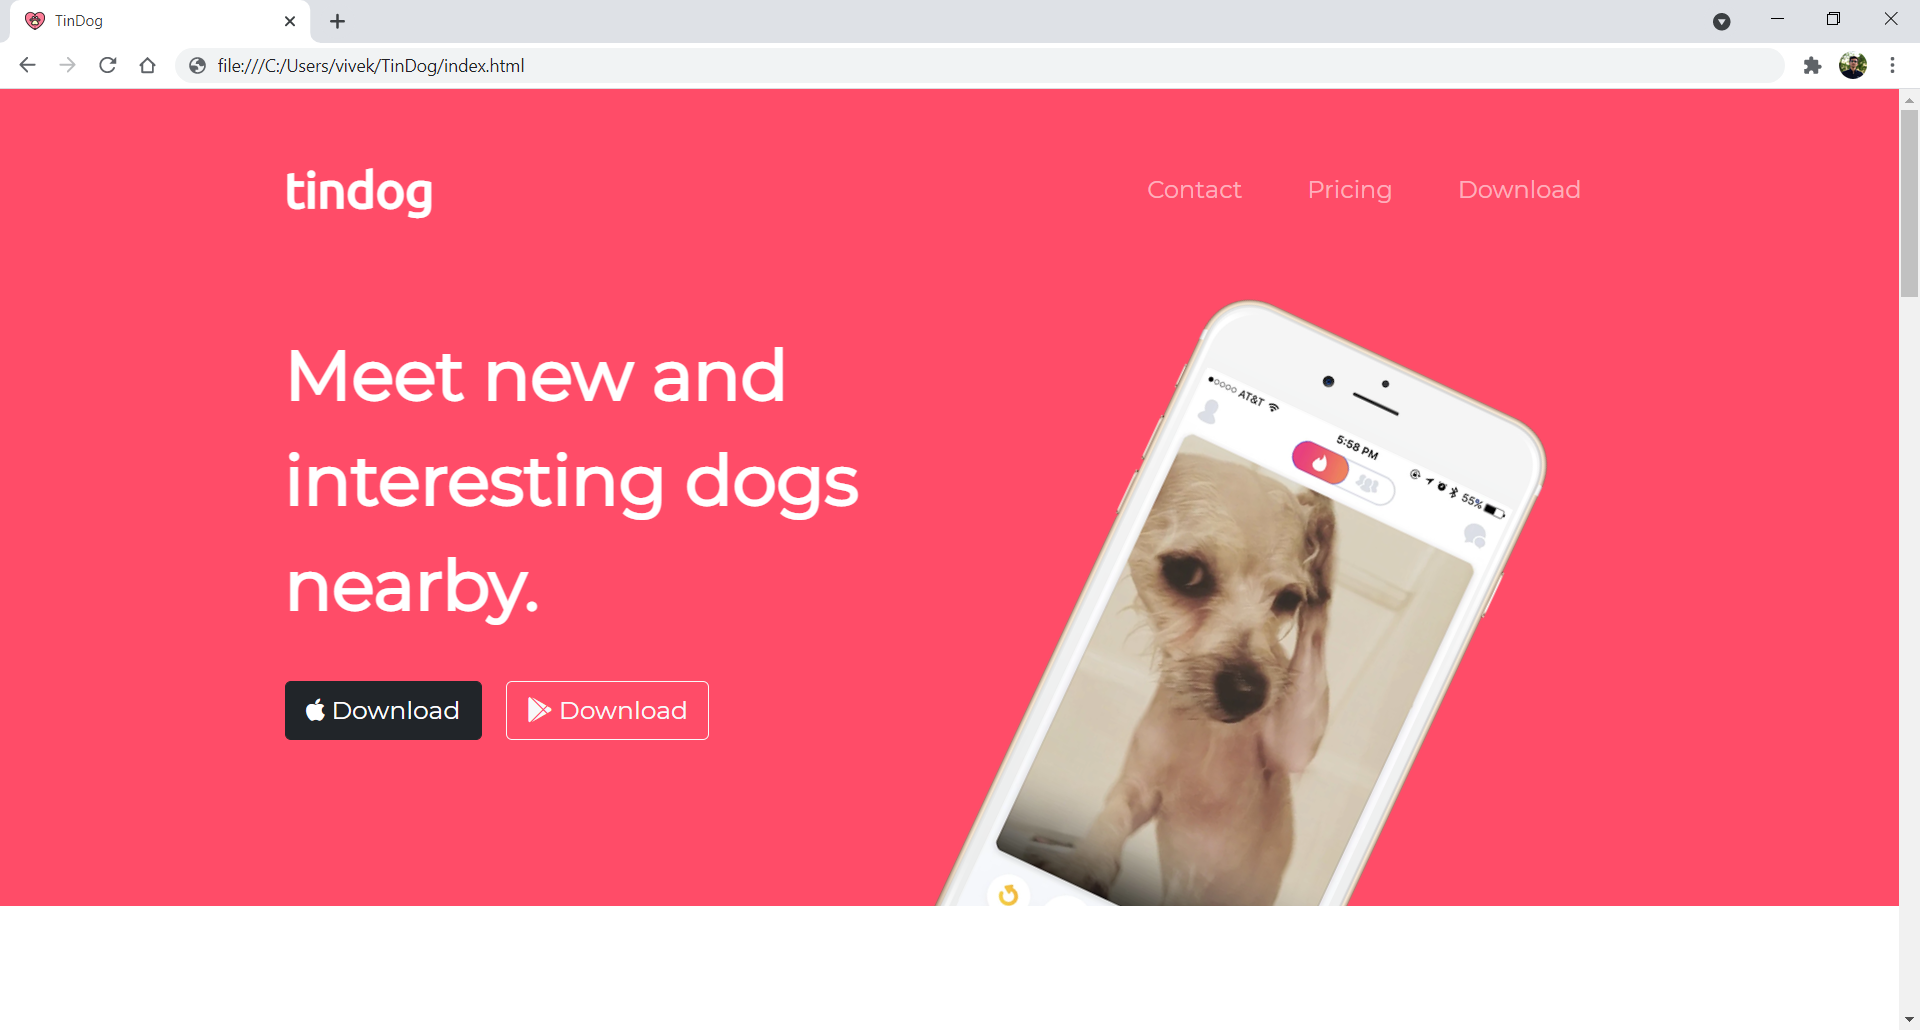 TinDog
file:///C:/Users/vivek/TinDog/index.html
tindog
Contact Pricing Download
Meet new and
interesting dogs
nearby.
Download Download
AT&T 5:58 PM 55%